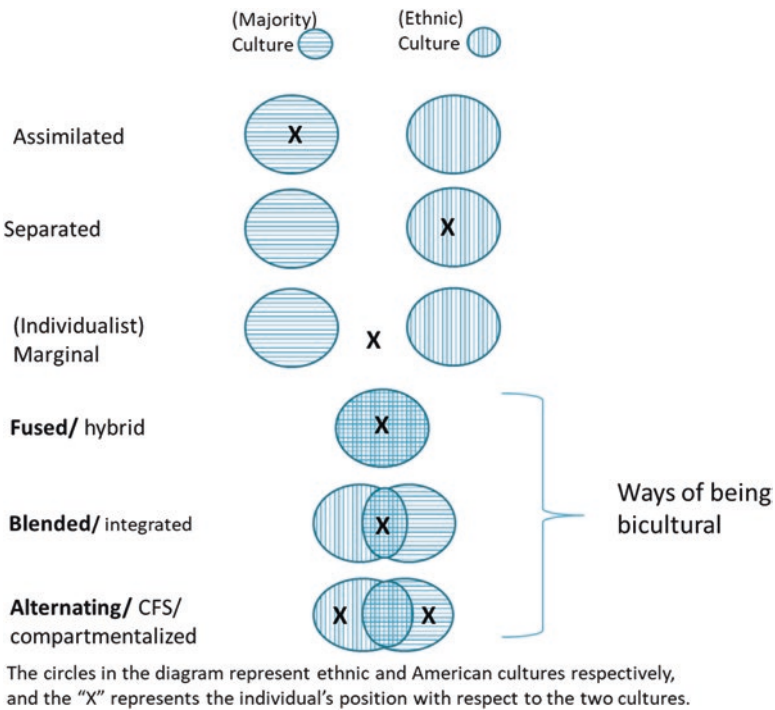 (Majority)
Culture
(Ethnic)
Culture
Assimilated
X
Separated
X
(Individualist)
Marginal
X
Fused/ hybrid
X
Blended/ integrated
X
Ways of being
bicultural
Alternating/ CFS/
compartmentalized
X X
The circles in the diagram represent ethnic and American cultures respectively,
and the “X” represents the individual’s position with respect to the two cultures.